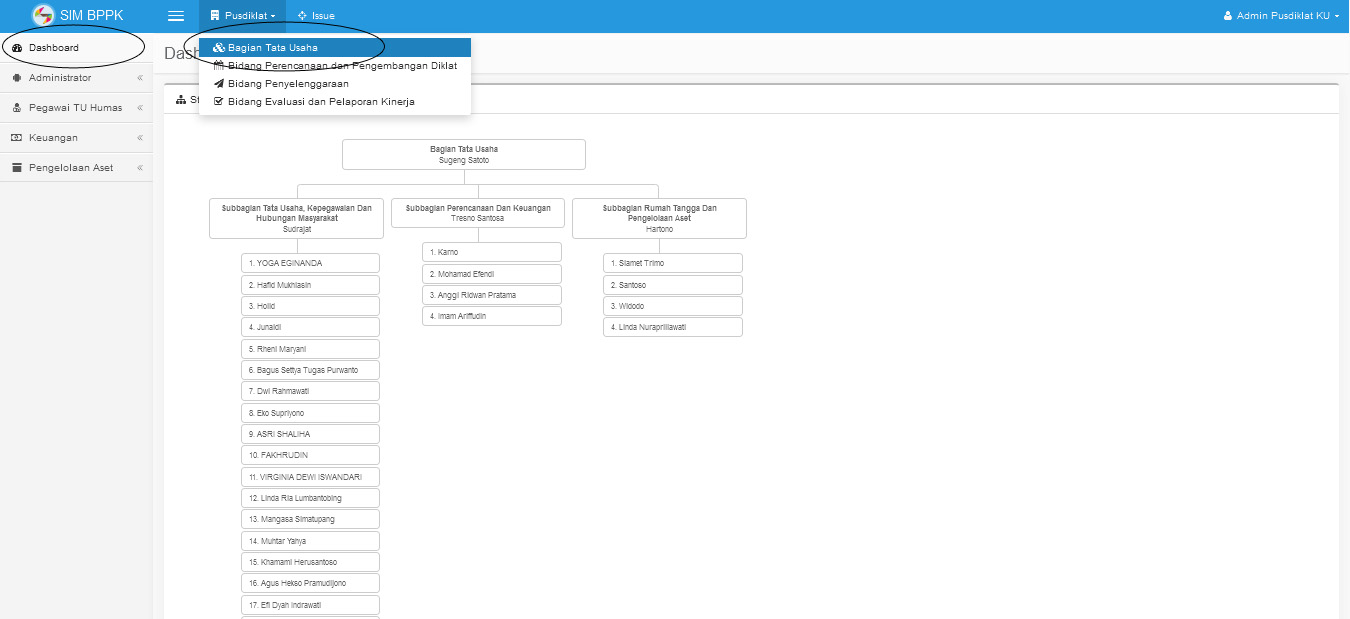 SIM BPPK
Pusdiklat
Issue
Admin Pusdiklat KU
Dashboard
Administrator
Pegawai TU Humas
Keuangan
Pengelolaan Aset
Bagian Tata Usaha
Bidang Perencanaan dan Pengembangan Diklat
Bidang Penyelenggaraan
Bidang Evaluasi dan Pelaporan Kinerja
Bagian Tata Usaha
Sugeng Satoto
Subbagian Tata Usaha, Kepegawaian Dan
Hubungan Masyarakat
Sudrajat
1. YOGA EGINANDA
2. Hafid Mukhlasin
3. Holid
4. Junaidi
5. Rheni Maryani
6. Bagus Setiya Tugas Purwanto
7. Dwi Rahmawati
8. Eko Supriyono
9. ASRI SHALIHA
10. FAKHRUDIN
11. VIRGINIA DEWI ISWANDARI
12. Linda Ria Lumbantobing
13. Mangasa Simatupang
14. Muhtar Yahya
15. Khamami Herusantoso
16. Agus Hekso Pramudijono
17. Efi Dyah Indrawati
Subbagian Perencanaan Dan Keuangan
Tresno Santosa
1. Karno
2. Mohamad Efendi
3. Anggi Ridwan Pratama
4. Imam Ariffudin
Subbagian Rumah Tangga Dan
Pengelolaan Aset
Hartono
1. Slamet Trimo
2. Santoso
3. Widodo
4. Linda Nurapriliawati